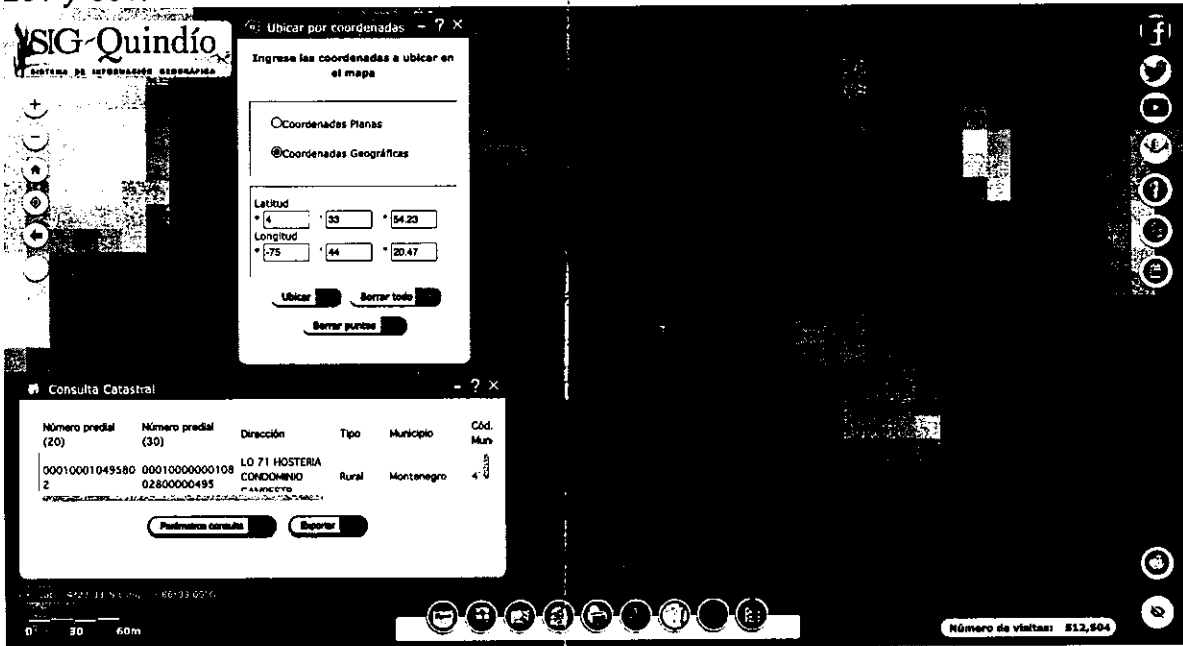 SIG-Quindío
SISTEMA DE INFORMACIÓN GEOGRÁFICA
Ubicar por coordenadas - ? ×
Ingrese las coordenadas a ubicar en
el mapa
Coordenadas Planas
Coordenadas Geográficas
Latitud
° 4 ' 33 " 54.23
Longitud
° -75 ' 44 " 20.47
Ubicar Borrar todo
Borrar puntos
Consulta Catastral - ? ×
Número predial (20) Número predial (30) Dirección Tipo Municipio Cód. Mun
00010001049580 2 00010000000108 02800000495 LO 71 HOSTERIA CONDOMINIO CAMPESTR Rural Montenegro
Parámetros consulta Exportar
0 30 60m
Número de visitas: 512,504